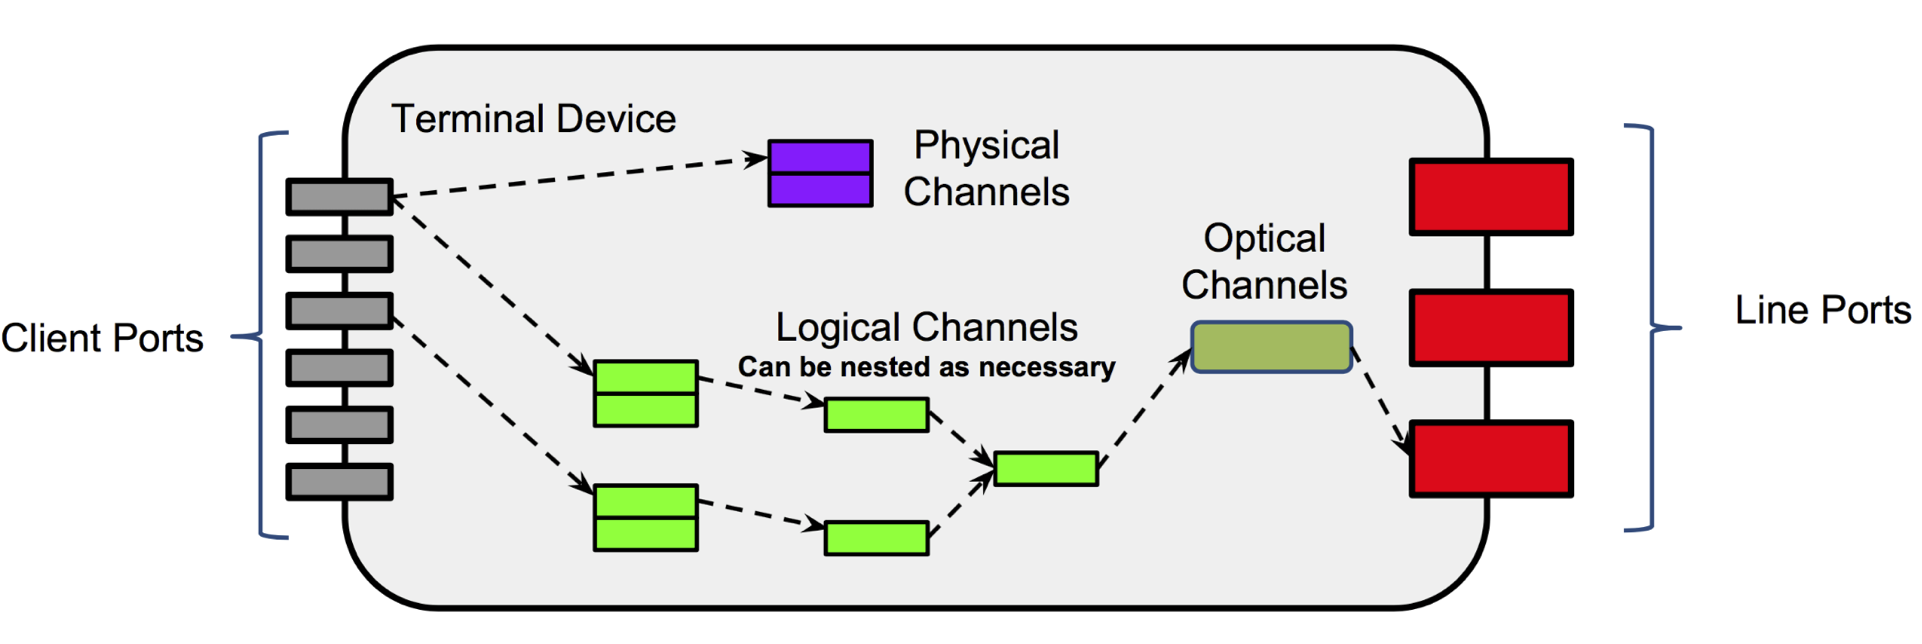 Terminal Device
Physical
Channels
Optical
Channels
Client Ports
Line Ports
Logical Channels
Can be nested as necessary